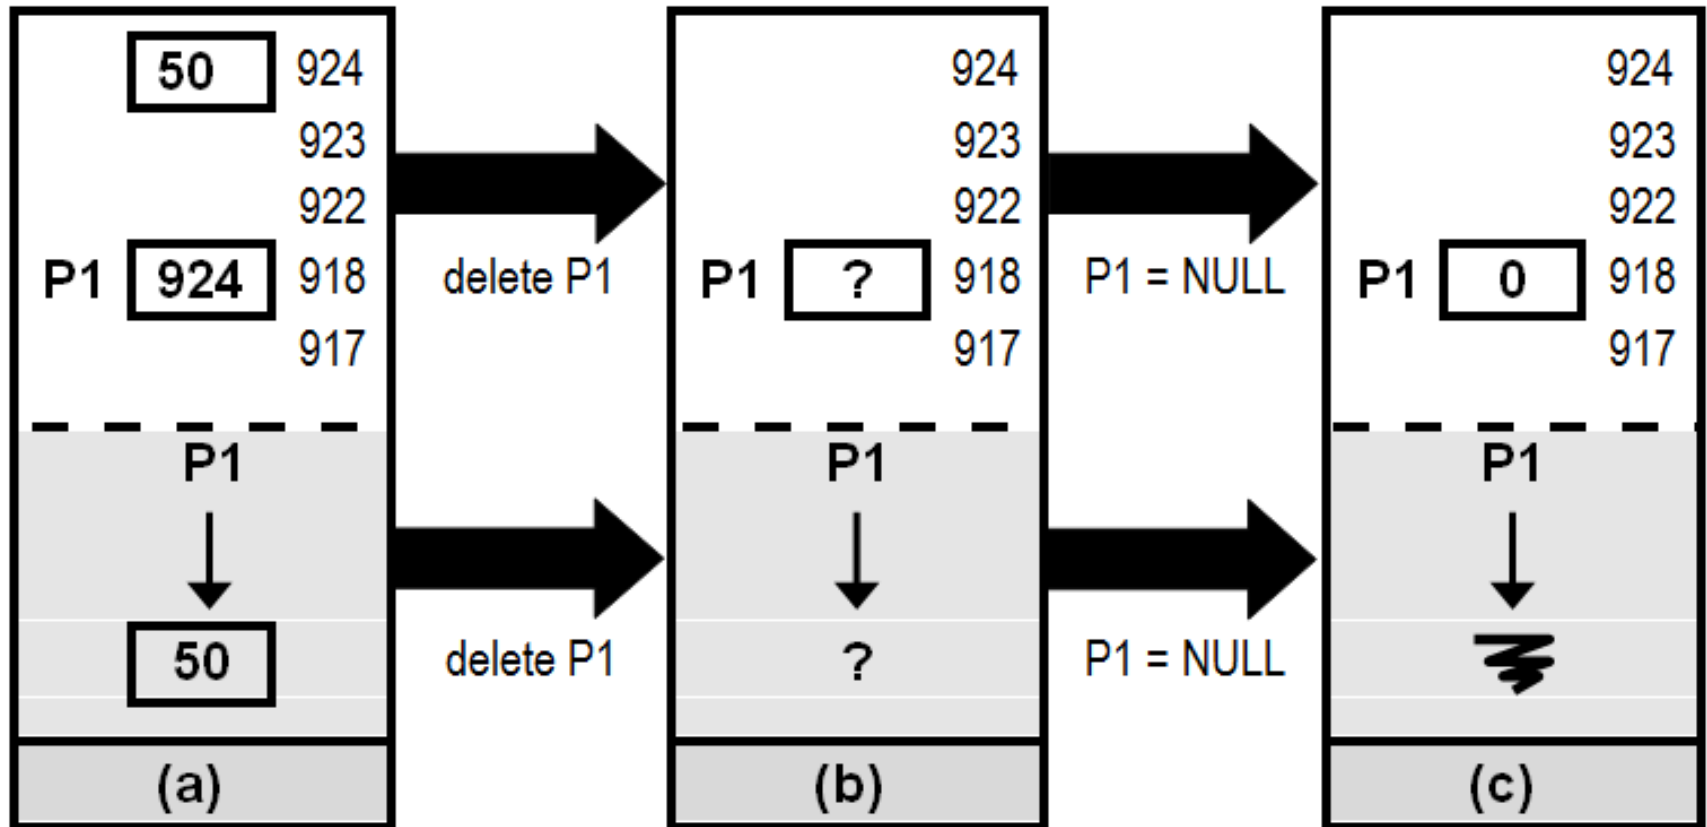 50 924
923
922
P1 924 918
917
P1
50
(a)
delete P1
delete P1
924
923
922
P1 ? 918
917
P1
?
(b)
P1 = NULL
P1 = NULL
924
923
922
P1 0 918
917
P1
(c)